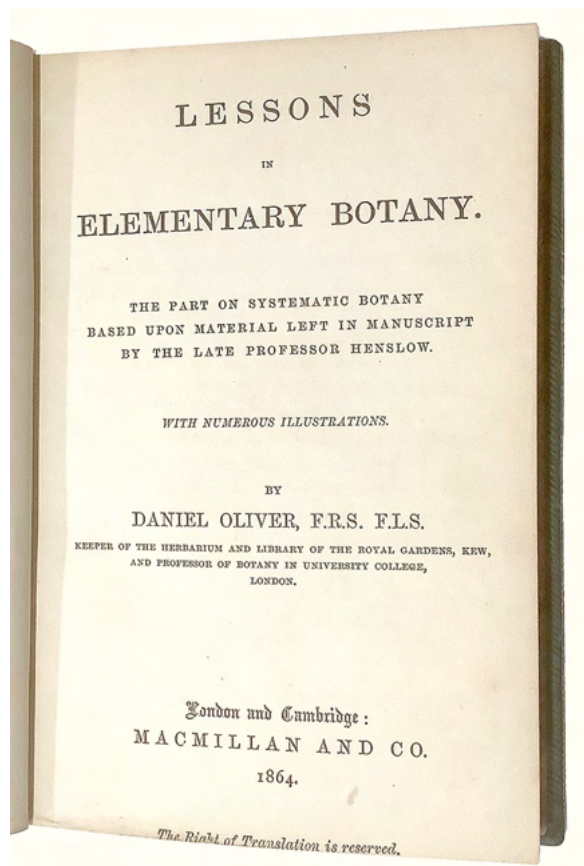 LESSONS
IN
ELEMENTARY BOTANY.
THE PART ON SYSTEMATIC BOTANY
BASED UPON MATERIAL LEFT IN MANUSCRIPT
BY THE LATE PROFESSOR HENSLOW.
WITH NUMEROUS ILLUSTRATIONS.
BY
DANIEL OLIVER, F.R.S. F.L.S.
KEEPER OF THE HERBARIUM AND LIBRARY OF THE ROYAL GARDENS, KEW,
AND PROFESSOR OF BOTANY IN UNIVERSITY COLLEGE,
LONDON.
London and Cambridge:
MACMILLAN AND CO.
1864.
The Right of Translation is reserved.